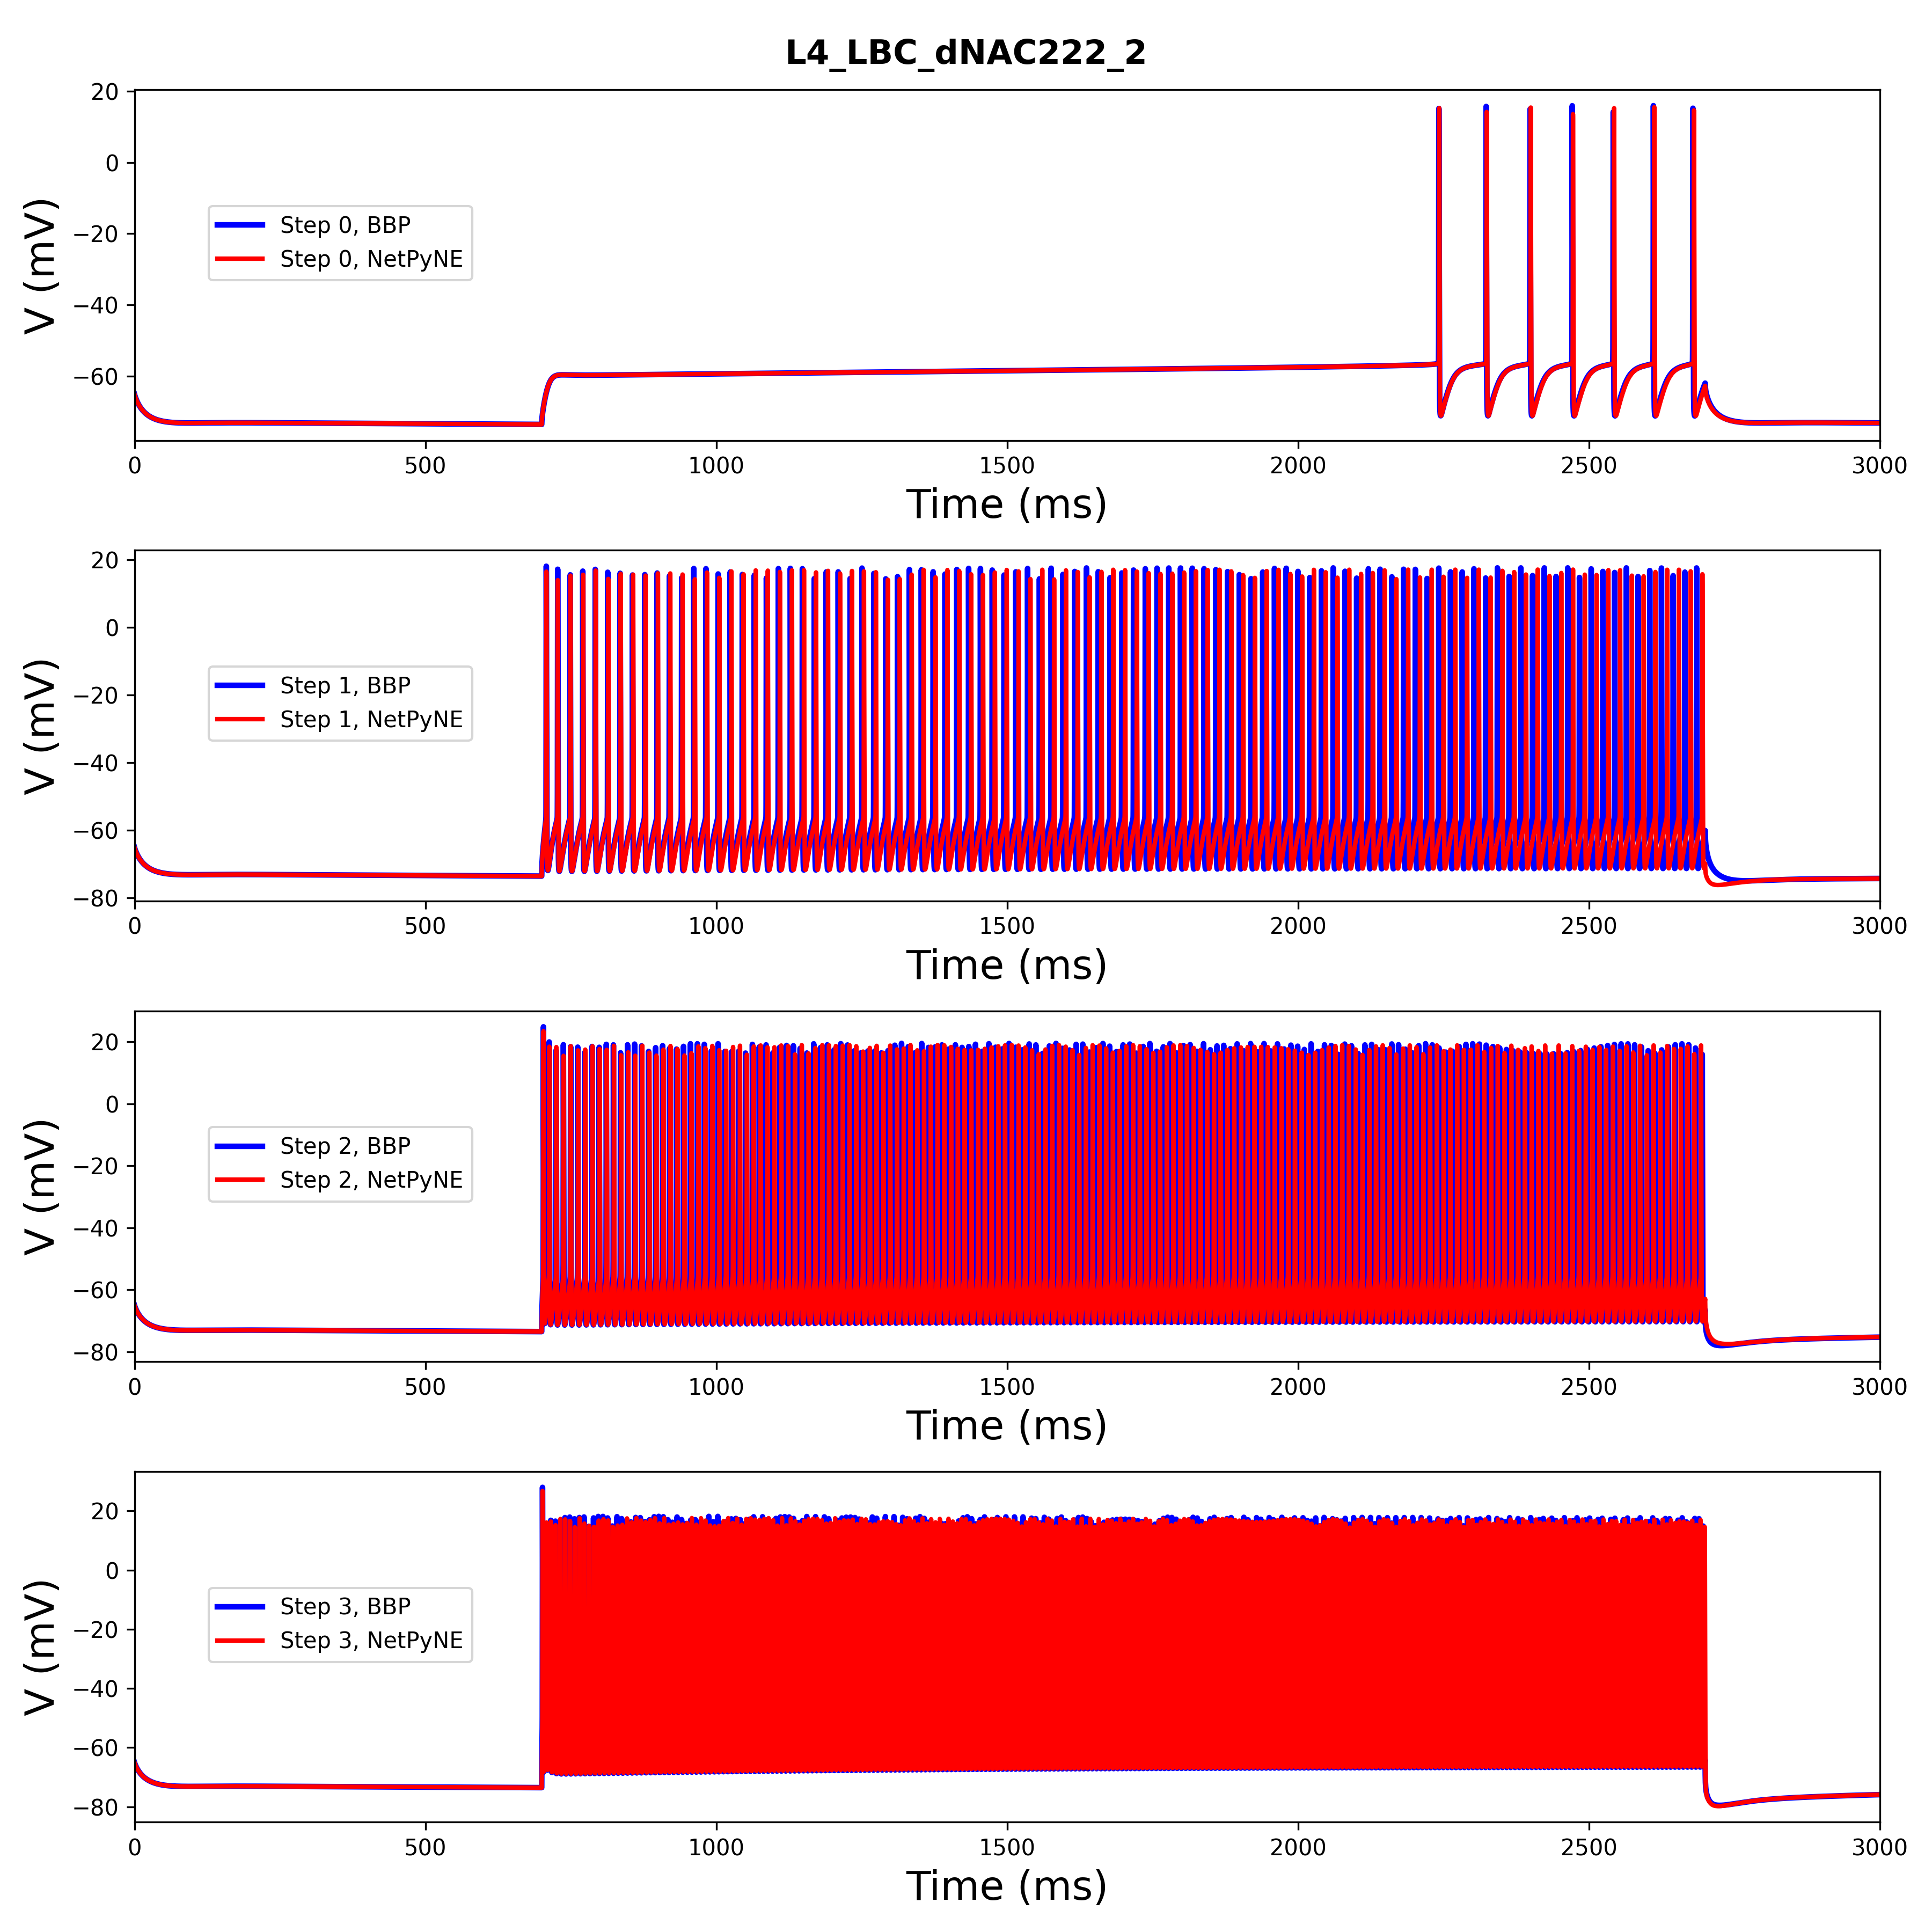 L4_LBC_dNAC222_2
20
0
−20
−40
−60
V (mV)
Step 0, BBP
Step 0, NetPyNE
0 500 1000 1500 2000 2500 3000
Time (ms)
20
0
−20
−40
−60
−80
V (mV)
Step 1, BBP
Step 1, NetPyNE
0 500 1000 1500 2000 2500 3000
Time (ms)
20
0
−20
−40
−60
−80
V (mV)
Step 2, BBP
Step 2, NetPyNE
0 500 1000 1500 2000 2500 3000
Time (ms)
20
0
−20
−40
−60
−80
V (mV)
Step 3, BBP
Step 3, NetPyNE
0 500 1000 1500 2000 2500 3000
Time (ms)